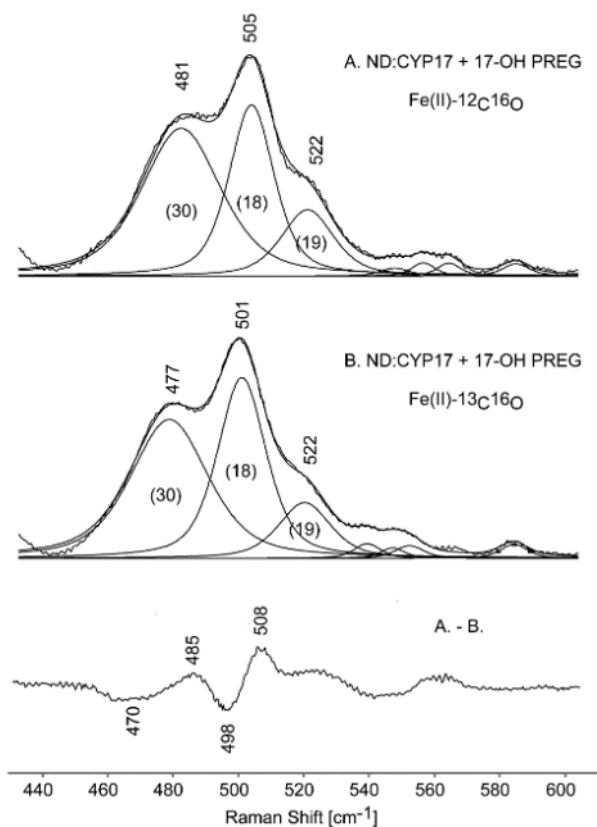 505
481
A. ND:CYP17 + 17-OH PREG
Fe(II)-12C16O
522
(30)
(18)
(19)
501
B. ND:CYP17 + 17-OH PREG
477
Fe(II)-13C16O
522
(30)
(18)
(19)
508
A. - B.
485
470
498
440 460 480 500 520 540 560 580 600
Raman Shift [cm-1]